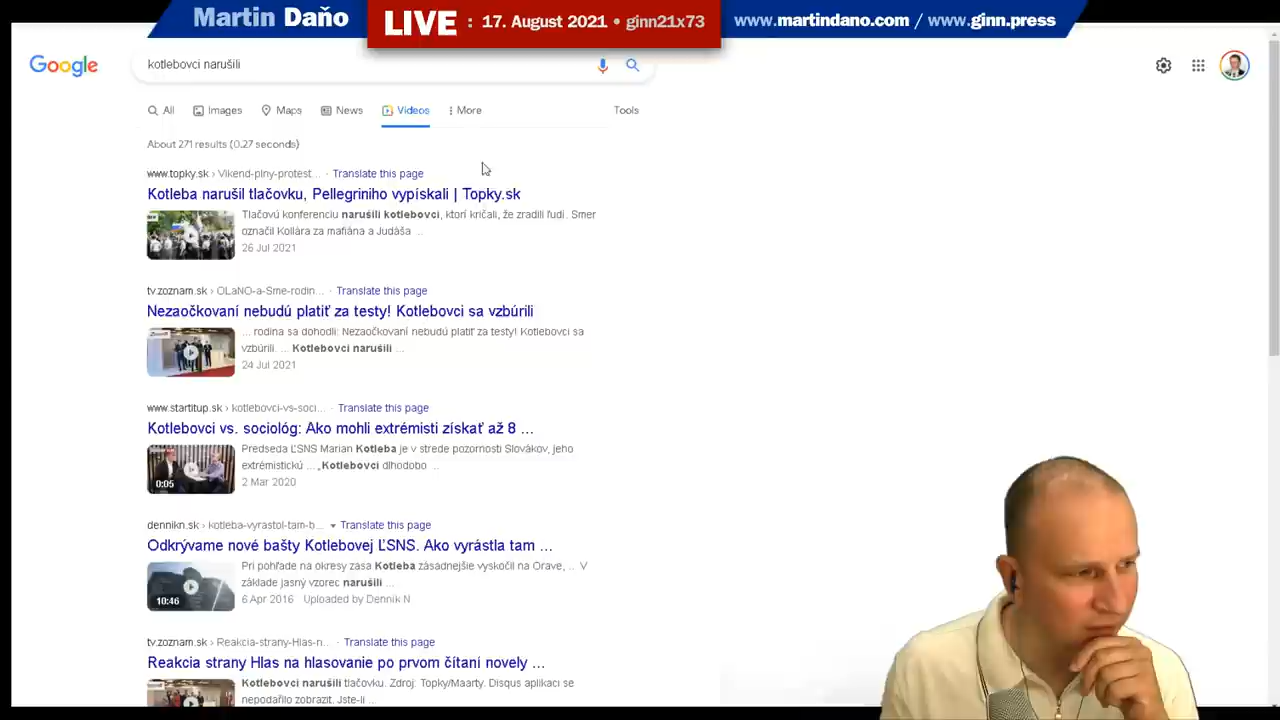 Martin Daňo
LIVE : 17. August 2021 • ginn21x73
www.martindano.com / www.ginn.press
Google
kotlebovci narušili
All Images Maps News Videos More Tools
About 271 results (0.27 seconds)
www.topky.sk › Vikend-plny-protest... · Translate this page
Kotleba narušil tlačovku, Pellegriniho vypískali | Topky.sk
Tlačovú konferenciu narušili kotlebovci, ktorí kričali, že zradili ľudí. Smer
označil Kollára za mafiána a Judáša ...
26 Jul 2021
tv.zoznam.sk › OLaNO-a-Sme-rodin... · Translate this page
Nezaočkovaní nebudú platiť za testy! Kotlebovci sa vzbúrili
... rodina sa dohodli: Nezaočkovaní nebudú platiť za testy! Kotlebovci sa
vzbúrili. ... Kotlebovci narušili ...
24 Jul 2021
www.startitup.sk › kotlebovci-vs-soci... · Translate this page
Kotlebovci vs. sociológ: Ako mohli extrémisti získať až 8 ...
Predseda ĽSNS Marian Kotleba je v strede pozornosti Slovákov, jeho
extrémistickú ... „Kotlebovci dlhodobo ...
0:05
2 Mar 2020
dennikn.sk › kotleba-vyrastol-tam-b... Translate this page
Odkrývame nové bašty Kotlebovej ĽSNS. Ako vyrástla tam ...
Pri pohľade na okresy zasa Kotleba zásadnejšie vyskočil na Orave, .. V
základe jasný vzorec narušili ...
10:46
6 Apr 2016 Uploaded by Denník N
tv.zoznam.sk › Reakcia-strany-Hlas-n... · Translate this page
Reakcia strany Hlas na hlasovanie po prvom čítaní novely ...
Kotlebovci narušili tlačovku. Zdroj: Topky/Maarty. Disqus aplikaci se
nepodařilo zobrazit. Jste-li ...